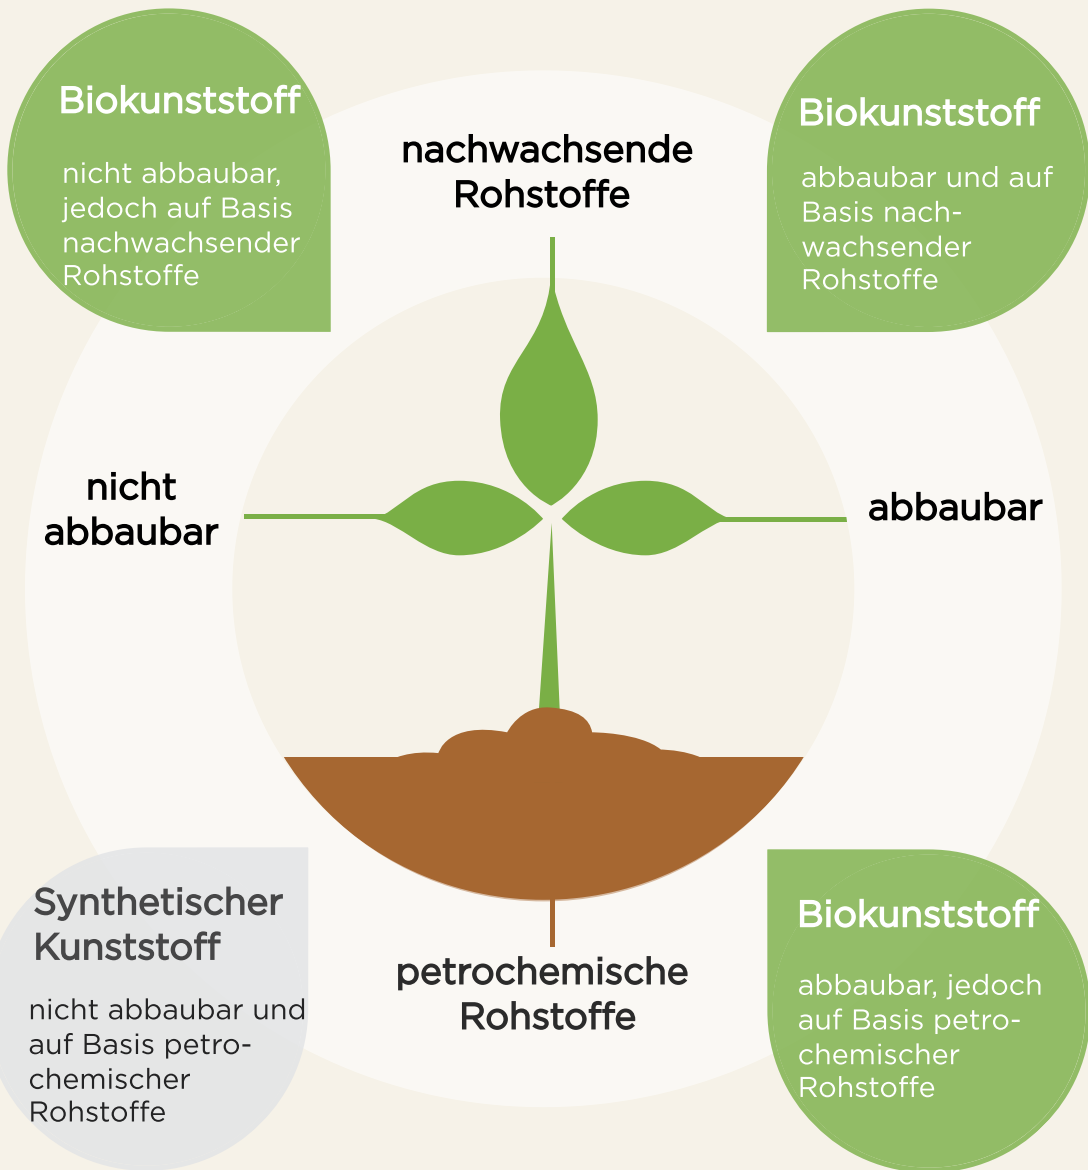 Biokunststoff
nicht abbaubar,
jedoch auf Basis
nachwachsender
Rohstoffe
nachwachsende
Rohstoffe
Biokunststoff
abbaubar und auf
Basis nach-
wachsender
Rohstoffe
nicht
abbaubar
abbaubar
Synthetischer
Kunststoff
nicht abbaubar und
auf Basis petro-
chemischer
Rohstoffe
petrochemische
Rohstoffe
Biokunststoff
abbaubar, jedoch
auf Basis petro-
chemischer
Rohstoffe